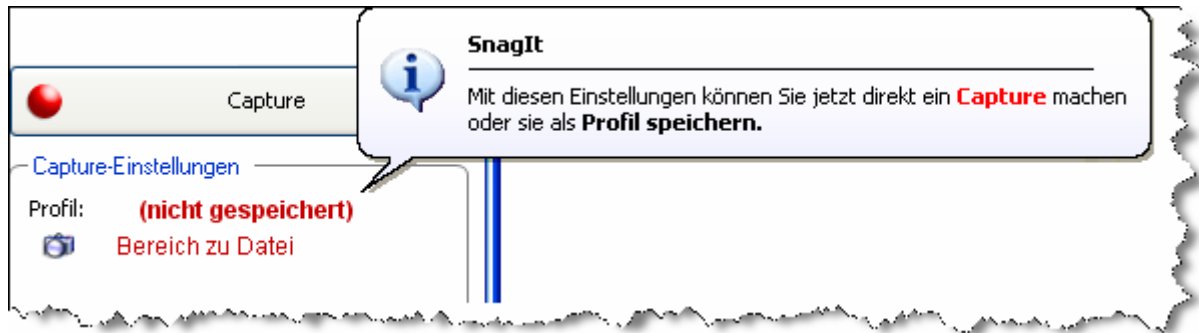 SnagIt
Mit diesen Einstellungen können Sie jetzt direkt ein Capture machen
oder sie als Profil speichern.
Capture
Capture-Einstellungen
Profil: (nicht gespeichert)
Bereich zu Datei